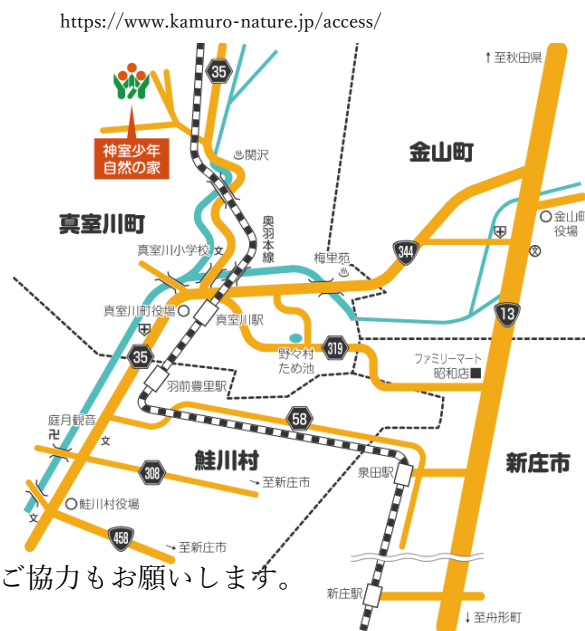 https://www.kamuro-nature.jp/access/
↑至秋田県
35
神室少年
自然の家
関沢
金山町
真室川町
奥羽本線
金山町
役場
真室川小学校
文
344
梅里苑
真室川町役場
真室川駅
13
35
野々村
ため池
319
ファミリーマート
昭和店
羽前豊里駅
庭月観音
卍
文
58
鮭川村
新庄市
308
→至新庄市
泉田駅
鮭川村役場
文
458
→至新庄市
ご協力もお願いします。
新庄駅
↓至舟形町